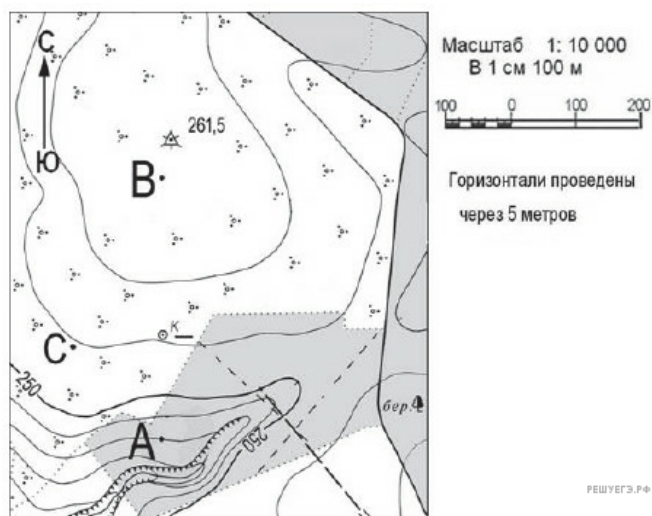 С
Ю
261,5
В
К
С
250
А
250
бер.
Масштаб 1: 10 000
В 1 см 100 м
100 0 100 200
Горизонтали проведены
через 5 метров
РЕШУЕГЭ.РФ